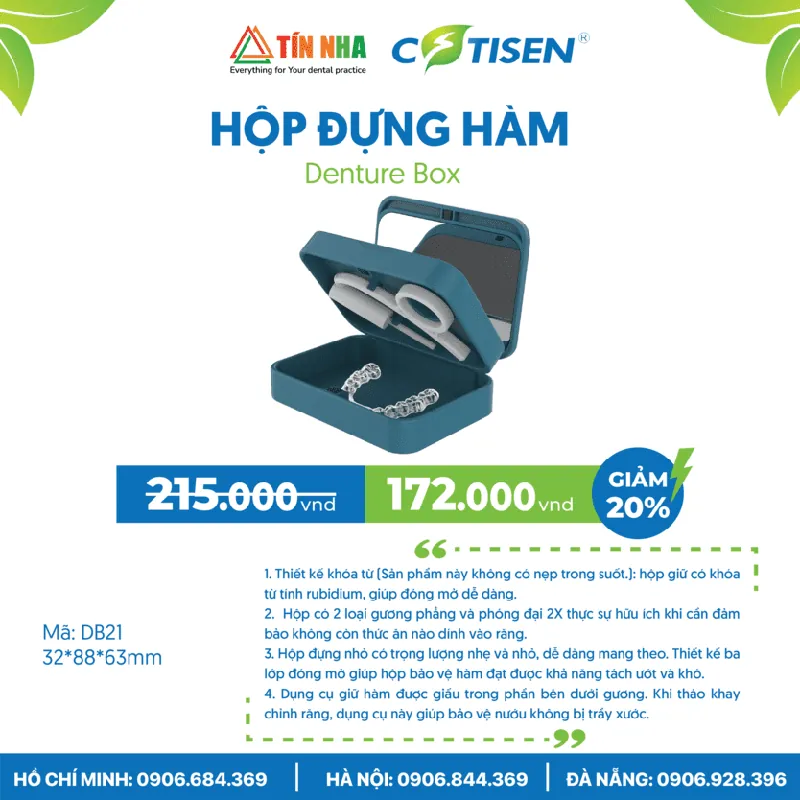 TÍN NHA
Everything for Your dental practice
C TISEN®
HỘP ĐỰNG HÀM
Denture Box
215.000 vnd
172.000 vnd
GIẢM
20%
1. Thiết kế khóa từ (Sản phẩm này không có nẹp trong suốt.): hộp giữ có khóa
từ tính rubidium, giúp đóng mở dễ dàng.
2. Hộp có 2 loại gương phẳng và phóng đại 2X thực sự hữu ích khi cần đảm
bảo không còn thức ăn nào dính vào răng.
3. Hộp đựng nhỏ có trọng lượng nhẹ và nhỏ, dễ dàng mang theo. Thiết kế ba
lớp đóng mở giúp hộp bảo vệ hàm đạt được khả năng tách ướt và khô.
4. Dụng cụ giữ hàm được giấu trong phần bên dưới gương. Khi tháo khay
chỉnh răng, dụng cụ này giúp bảo vệ nướu không bị trầy xước.
Mã: DB21
32*88*63mm
HỒ CHÍ MINH: 0906.684.369 | HÀ NỘI: 0906.844.369 | ĐÀ NẴNG: 0906.928.396